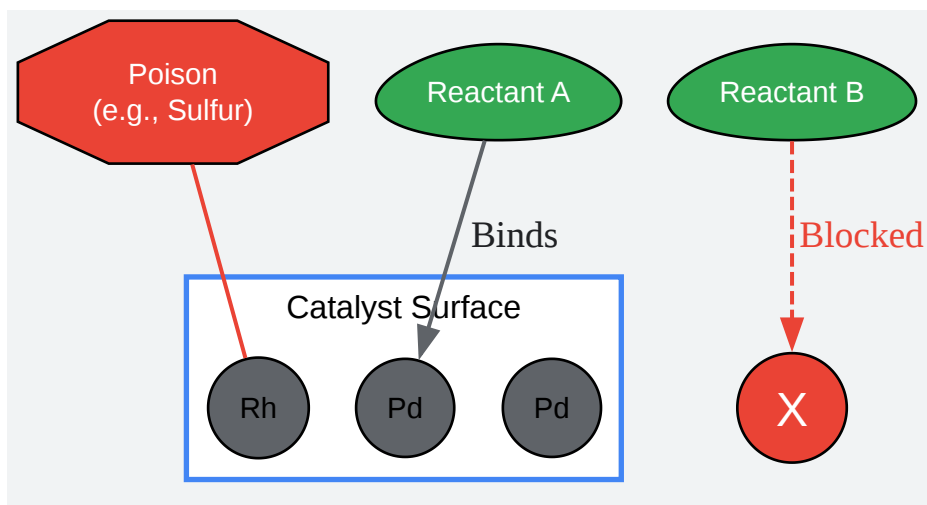 Poison
(e.g., Sulfur)
Reactant A
Reactant B
Binds
Blocked
Catalyst Surface
Rh
Pd
Pd
X